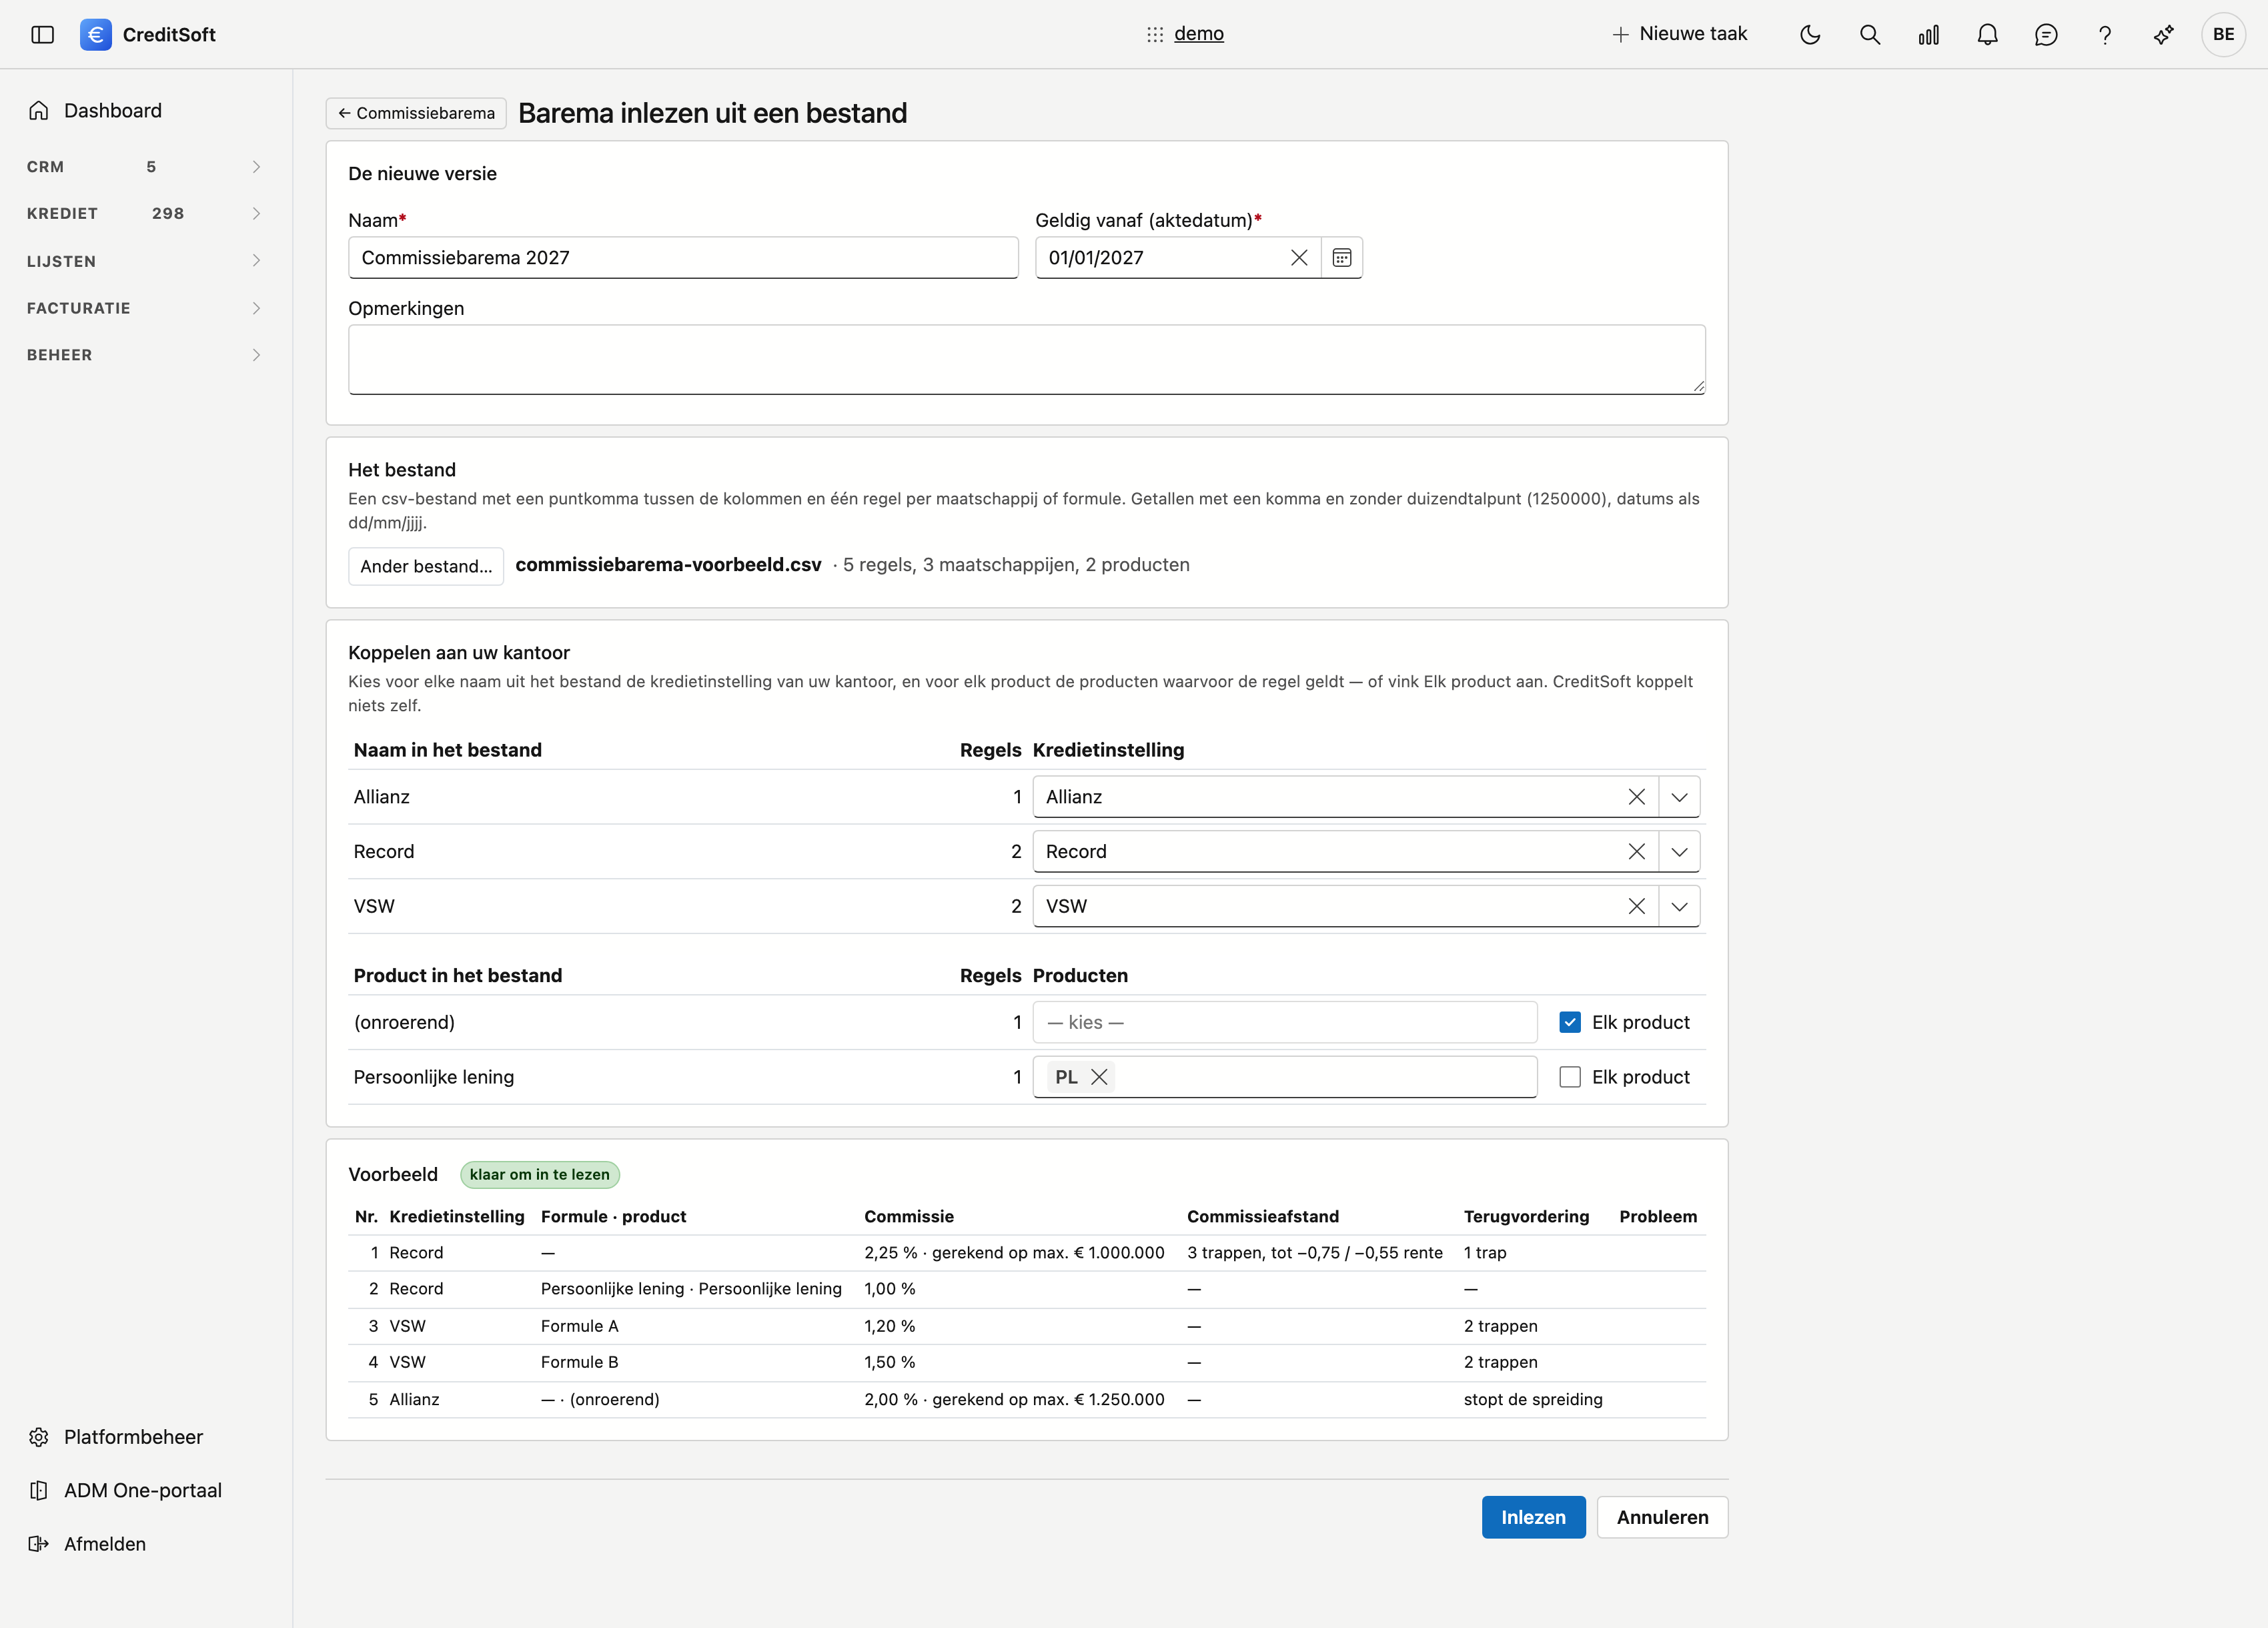 CreditSoft
demo
Nieuwe taak
BE
Dashboard
CRM 5
KREDIET 298
LIJSTEN
FACTURATIE
BEHEER
Platformbeheer
ADM One-portaal
Afmelden
← Commissiebarema
Barema inlezen uit een bestand
De nieuwe versie
Naam*
Geldig vanaf (aktedatum)*
Commissiebarema 2027
01/01/2027
Opmerkingen
Het bestand
Een csv-bestand met een puntkomma tussen de kolommen en één regel per maatschappij of formule. Getallen met een komma en zonder duizendtalpunt (1250000), datums als
dd/mm/jjjj.
Ander bestand... commissiebarema-voorbeeld.csv · 5 regels, 3 maatschappijen, 2 producten
Koppelen aan uw kantoor
Kies voor elke naam uit het bestand de kredietinstelling van uw kantoor, en voor elk product de producten waarvoor de regel geldt — of vink Elk product aan. CreditSoft koppelt
niets zelf.
Naam in het bestand Regels Kredietinstelling
Allianz 1 Allianz
Record 2 Record
VSW 2 VSW
Product in het bestand Regels Producten
(onroerend) 1 — kies — Elk product
Persoonlijke lening 1 PL Elk product
Voorbeeld klaar om in te lezen
Nr. Kredietinstelling Formule · product Commissie Commissieafstand Terugvordering Probleem
1 Record — 2,25 % · gerekend op max. € 1.000.000 3 trappen, tot −0,75 / −0,55 rente 1 trap
2 Record Persoonlijke lening · Persoonlijke lening 1,00 % — —
3 VSW Formule A 1,20 % — 2 trappen
4 VSW Formule B 1,50 % — 2 trappen
5 Allianz — · (onroerend) 2,00 % · gerekend op max. € 1.250.000 — stopt de spreiding
Inlezen
Annuleren